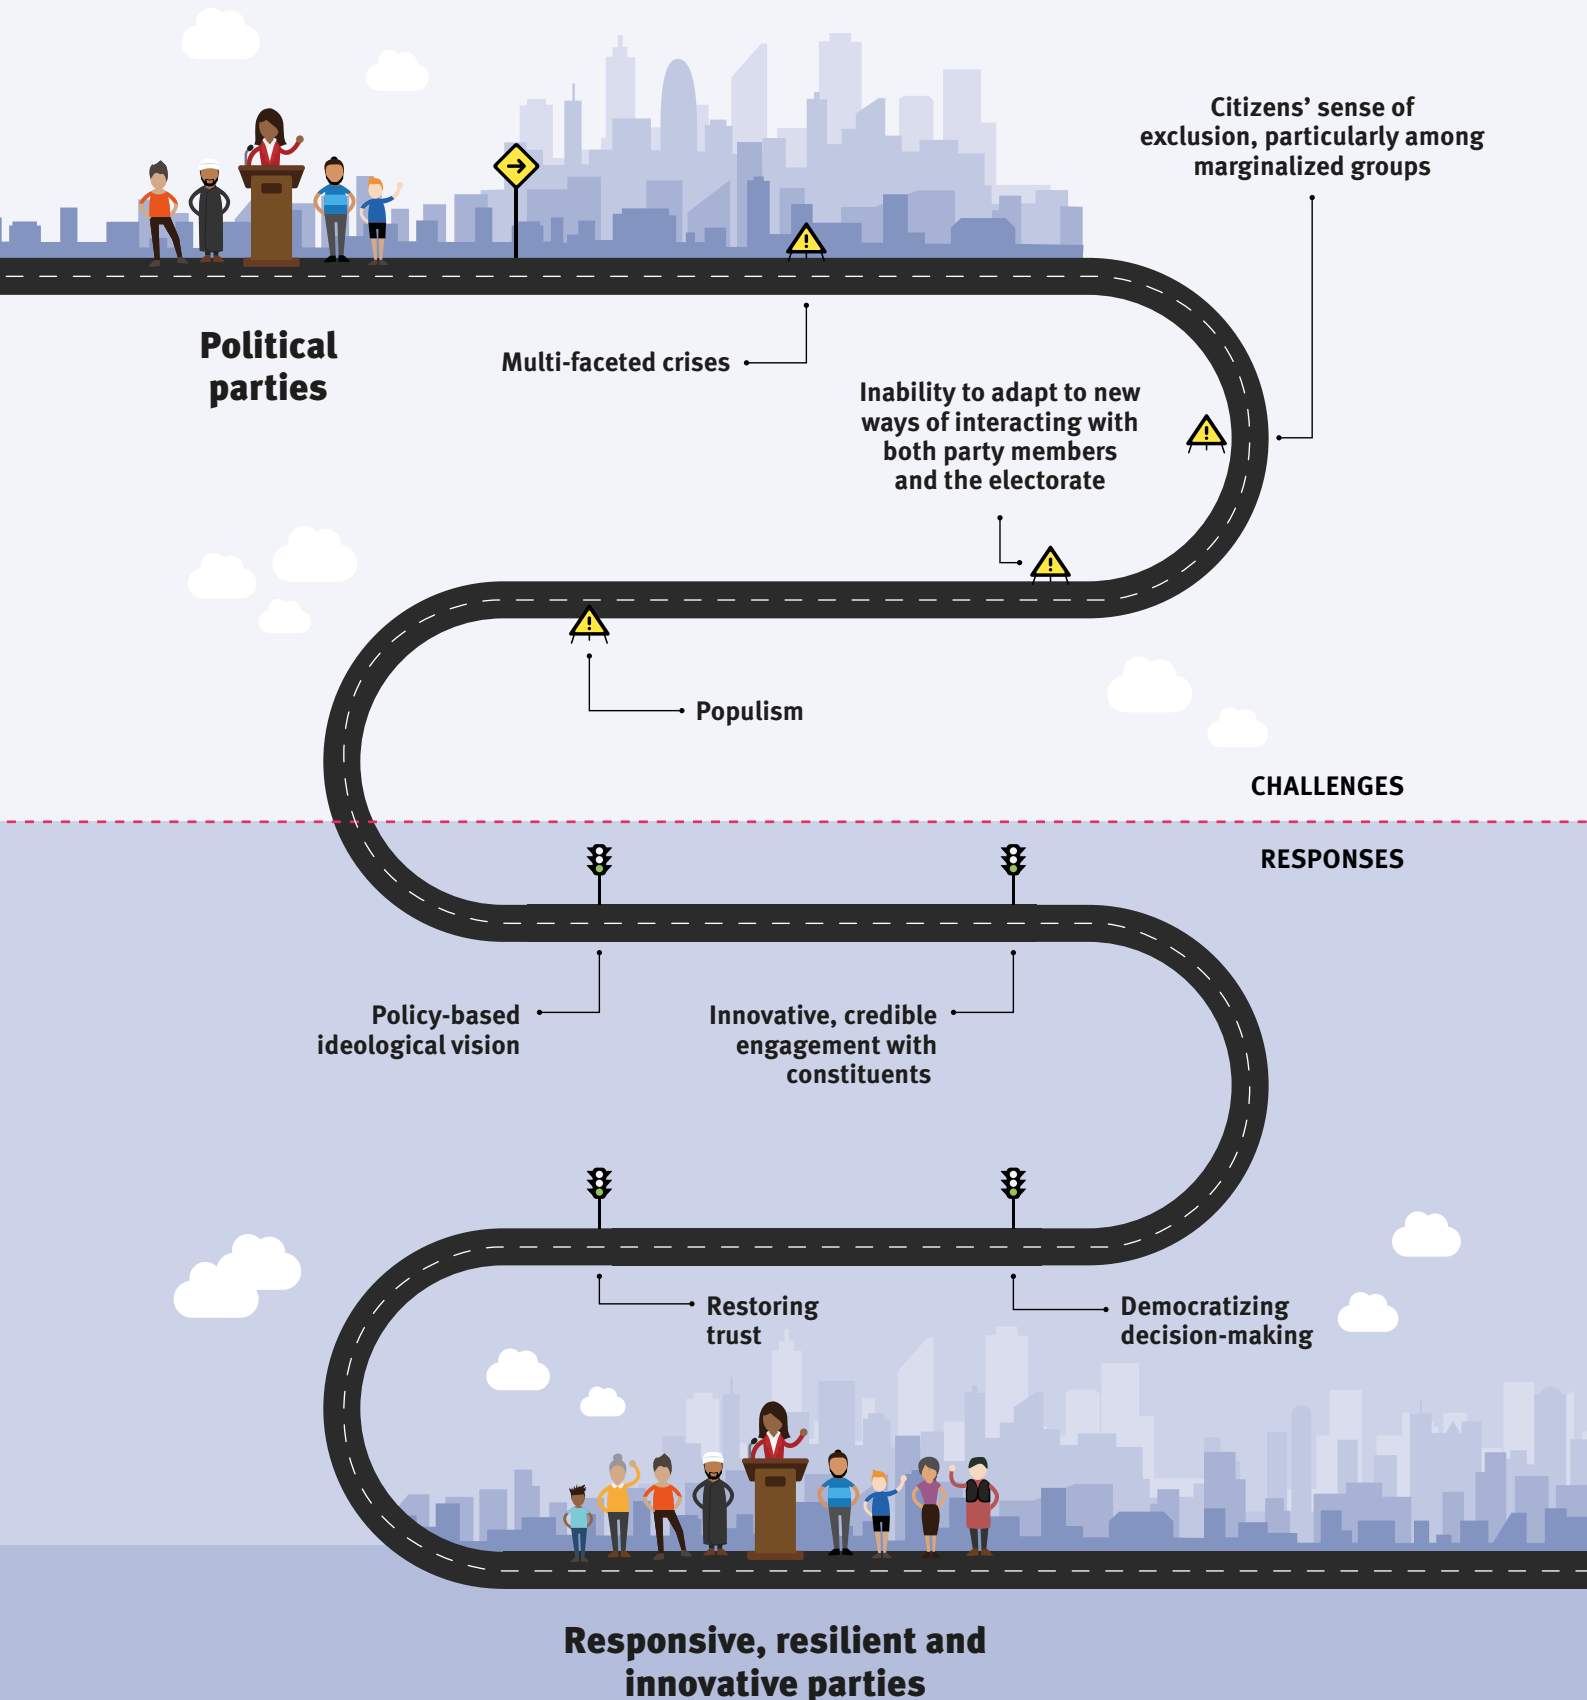 Citizens’ sense of
exclusion, particularly among
marginalized groups
Political
parties
Multi-faceted crises
Inability to adapt to new
ways of interacting with
both party members
and the electorate
Populism
CHALLENGES
RESPONSES
Policy-based
ideological vision
Innovative, credible
engagement with
constituents
Restoring
trust
Democratizing
decision-making
Responsive, resilient and
innovative parties